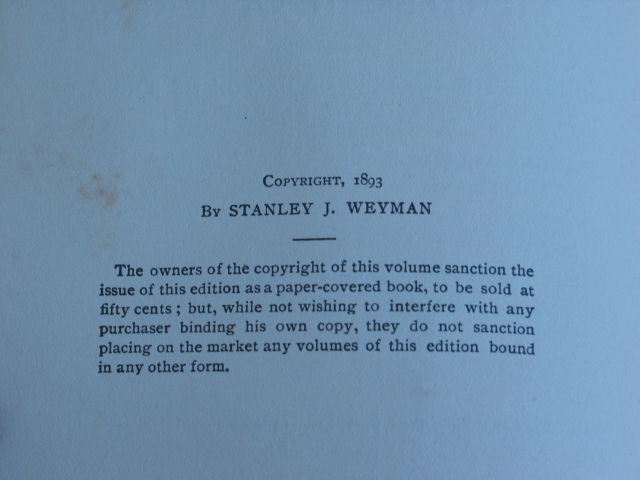 COPYRIGHT, 1893
BY STANLEY J. WEYMAN
The owners of the copyright of this volume sanction the
issue of this edition as a paper-covered book, to be sold at
fifty cents ; but, while not wishing to interfere with any
purchaser binding his own copy, they do not sanction
placing on the market any volumes of this edition bound
in any other form.